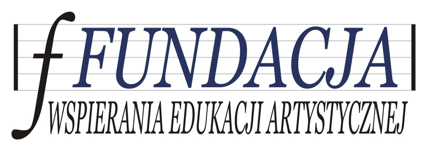 f FUNDACJA
WSPIERANIA EDUKACJI ARTYSTYCZNEJ